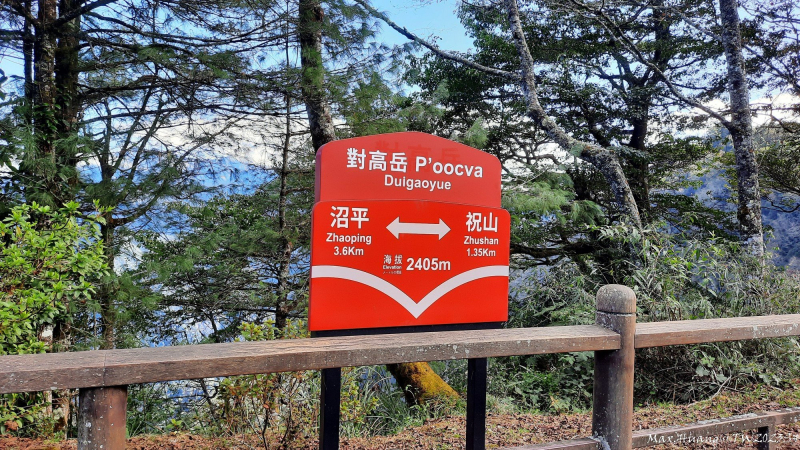 對高岳 P'oocva
Duigaoyue
沼平
Zhaoping
3.6Km
祝山
Zhushan
1.35Km
海拔
Elevation
2405m